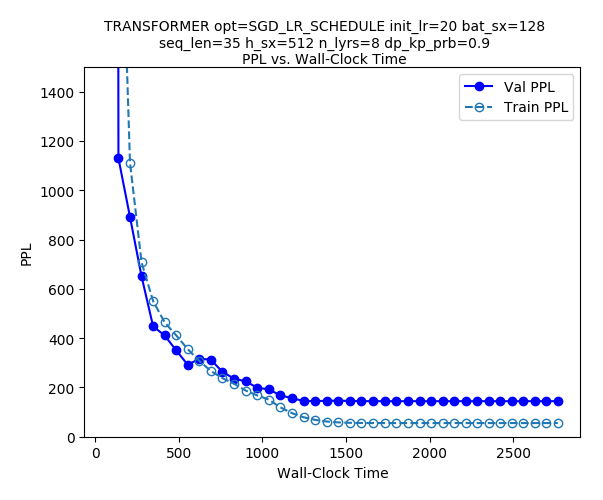 TRANSFORMER opt=SGD_LR_SCHEDULE init_lr=20 bat_sx=128
seq_len=35 h_sx=512 n_lyrs=8 dp_kp_prb=0.9
PPL vs. Wall-Clock Time
Val PPL
Train PPL
1400
1200
1000
800
600
400
200
0
PPL
0 500 1000 1500 2000 2500
Wall-Clock Time